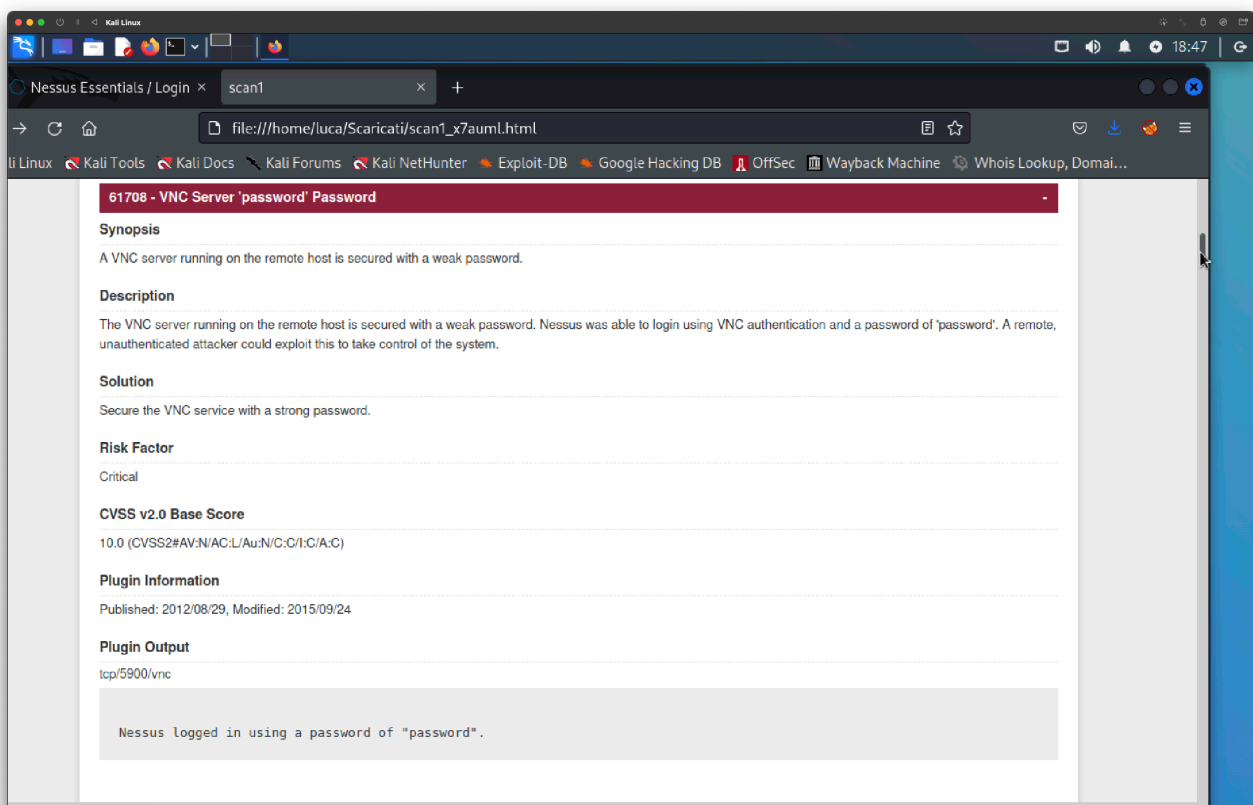 Kali Linux
18:47
Nessus Essentials / Login
scan1
file:///home/luca/Scaricati/scan1_x7auml.html
li Linux Kali Tools Kali Docs Kali Forums Kali NetHunter Exploit-DB Google Hacking DB OffSec Wayback Machine Whois Lookup, Domai…
61708 - VNC Server 'password' Password -
Synopsis
A VNC server running on the remote host is secured with a weak password.
Description
The VNC server running on the remote host is secured with a weak password. Nessus was able to login using VNC authentication and a password of 'password'. A remote,
unauthenticated attacker could exploit this to take control of the system.
Solution
Secure the VNC service with a strong password.
Risk Factor
Critical
CVSS v2.0 Base Score
10.0 (CVSS2#AV:N/AC:L/Au:N/C:C/I:C/A:C)
Plugin Information
Published: 2012/08/29, Modified: 2015/09/24
Plugin Output
tcp/5900/vnc
Nessus logged in using a password of "password".